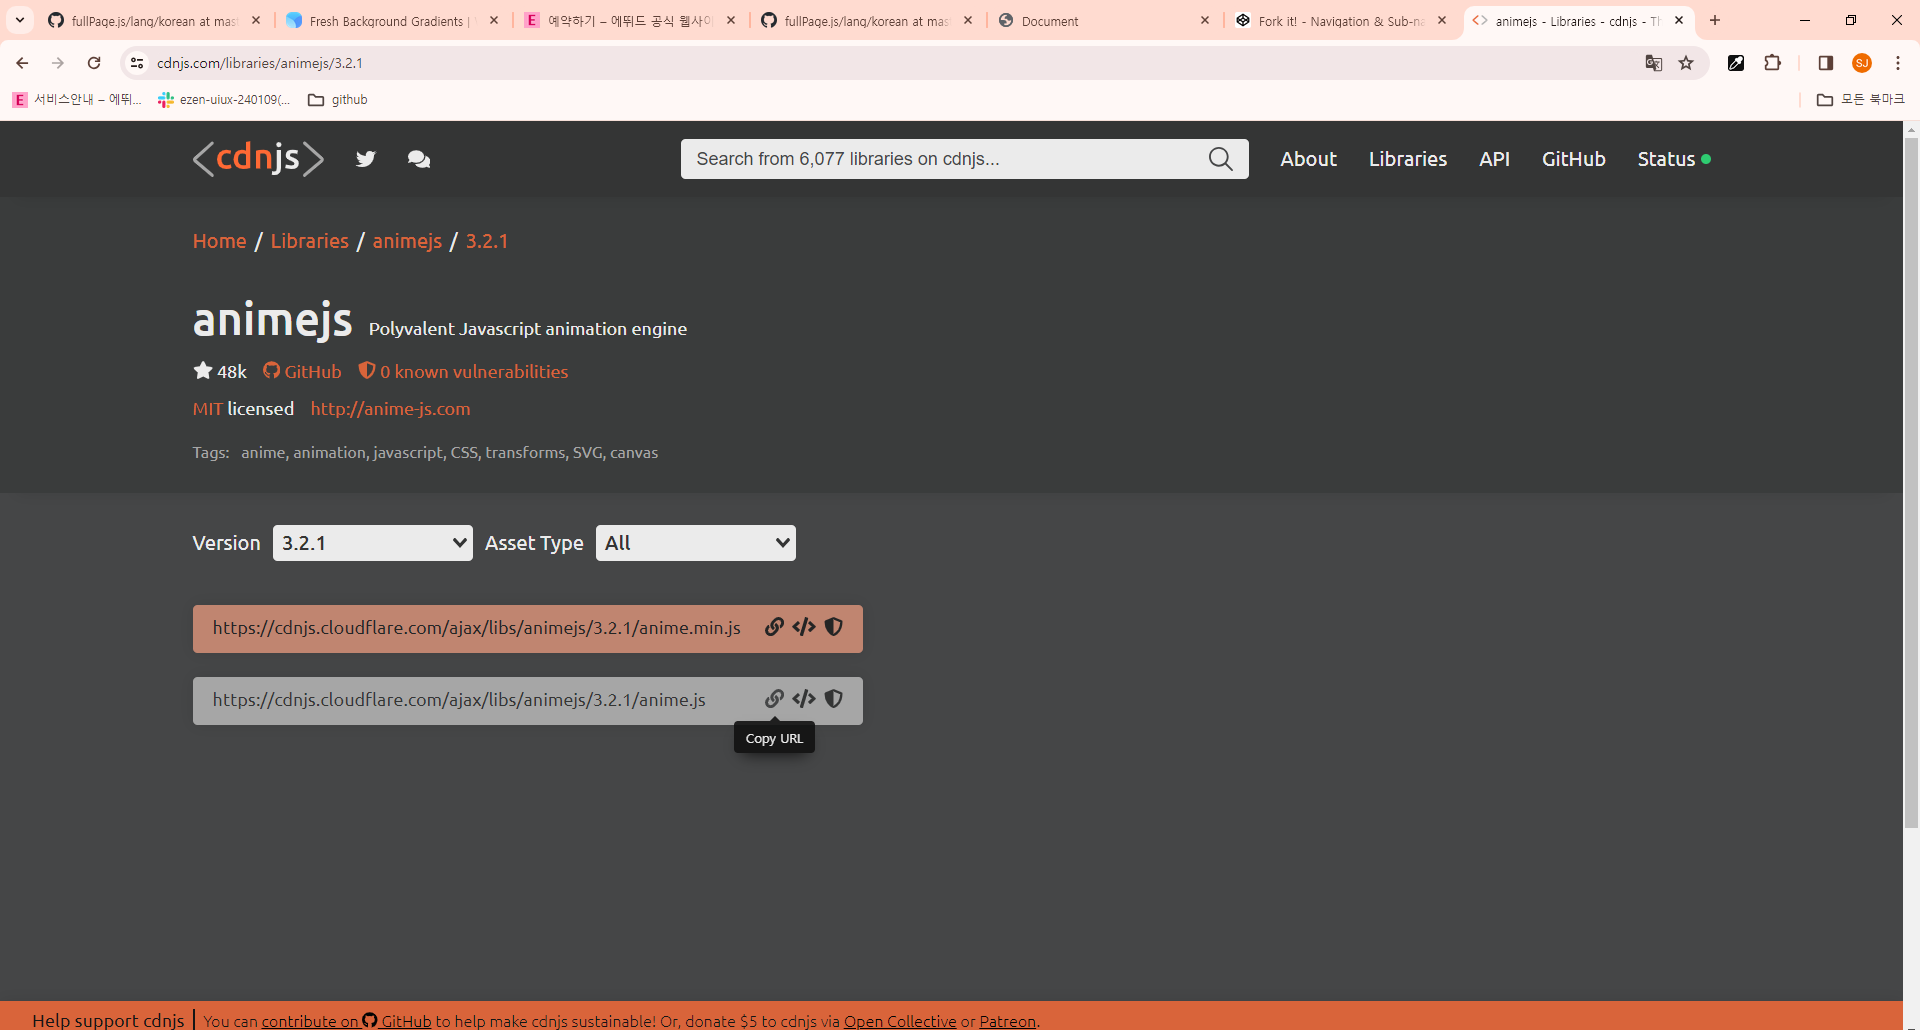 fullPage.js/lang/korean at mas
Fresh Background Gradients |
예약하기 – 에뛰드 공식 웹사이
fullPage.js/lang/korean at mas
Document
Fork it! - Navigation & Sub-na
animejs - Libraries - cdnjs - Th
cdnjs.com/libraries/animejs/3.2.1
SJ
E 서비스안내 – 에뛰...
ezen-uiux-240109(...
github
모든 북마크
<cdnjs>
Search from 6,077 libraries on cdnjs...
About
Libraries
API
GitHub
Status
Home / Libraries / animejs / 3.2.1
animejs Polyvalent Javascript animation engine
48k GitHub 0 known vulnerabilities
MIT licensed http://anime-js.com
Tags: anime, animation, javascript, CSS, transforms, SVG, canvas
Version 3.2.1 Asset Type All
https://cdnjs.cloudflare.com/ajax/libs/animejs/3.2.1/anime.min.js
https://cdnjs.cloudflare.com/ajax/libs/animejs/3.2.1/anime.js
Copy URL
Help support cdnjs | You can contribute on GitHub to help make cdnjs sustainable! Or, donate $5 to cdnjs via Open Collective or Patreon.